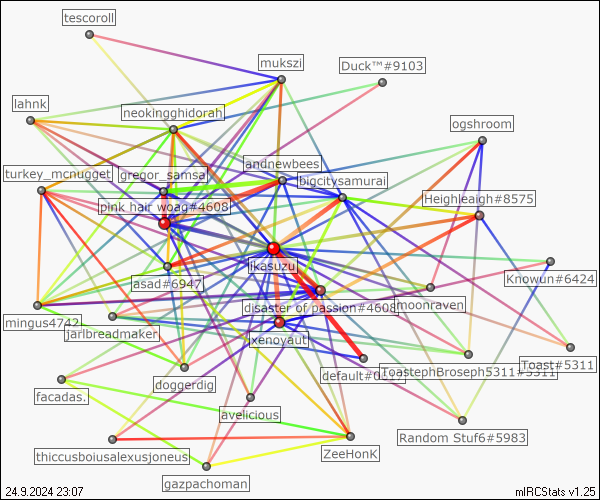 tescoroll
mukszi
Duck™#9103
lahnk
neokingghidorah
ogshroom
andnewbees
turkey_mcnugget
gregor_samsa
bigcitysamurai
Heighleaigh#8575
pink hair woag#4608
jkasuzu
Knowun#6424
asad#6947
disaster of passion#4608
moonraven
mingus4742
jarlbreadmaker
xenoyaut
Toast#5311
default#0
ToastephBroseph5311#5311
doggerdig
facadas.
avelicious
Random Stuf6#5983
thiccusboiusalexusjoneus
ZeeHonK
gazpachoman
24.9.2024 23:07
mIRCStats v1.25